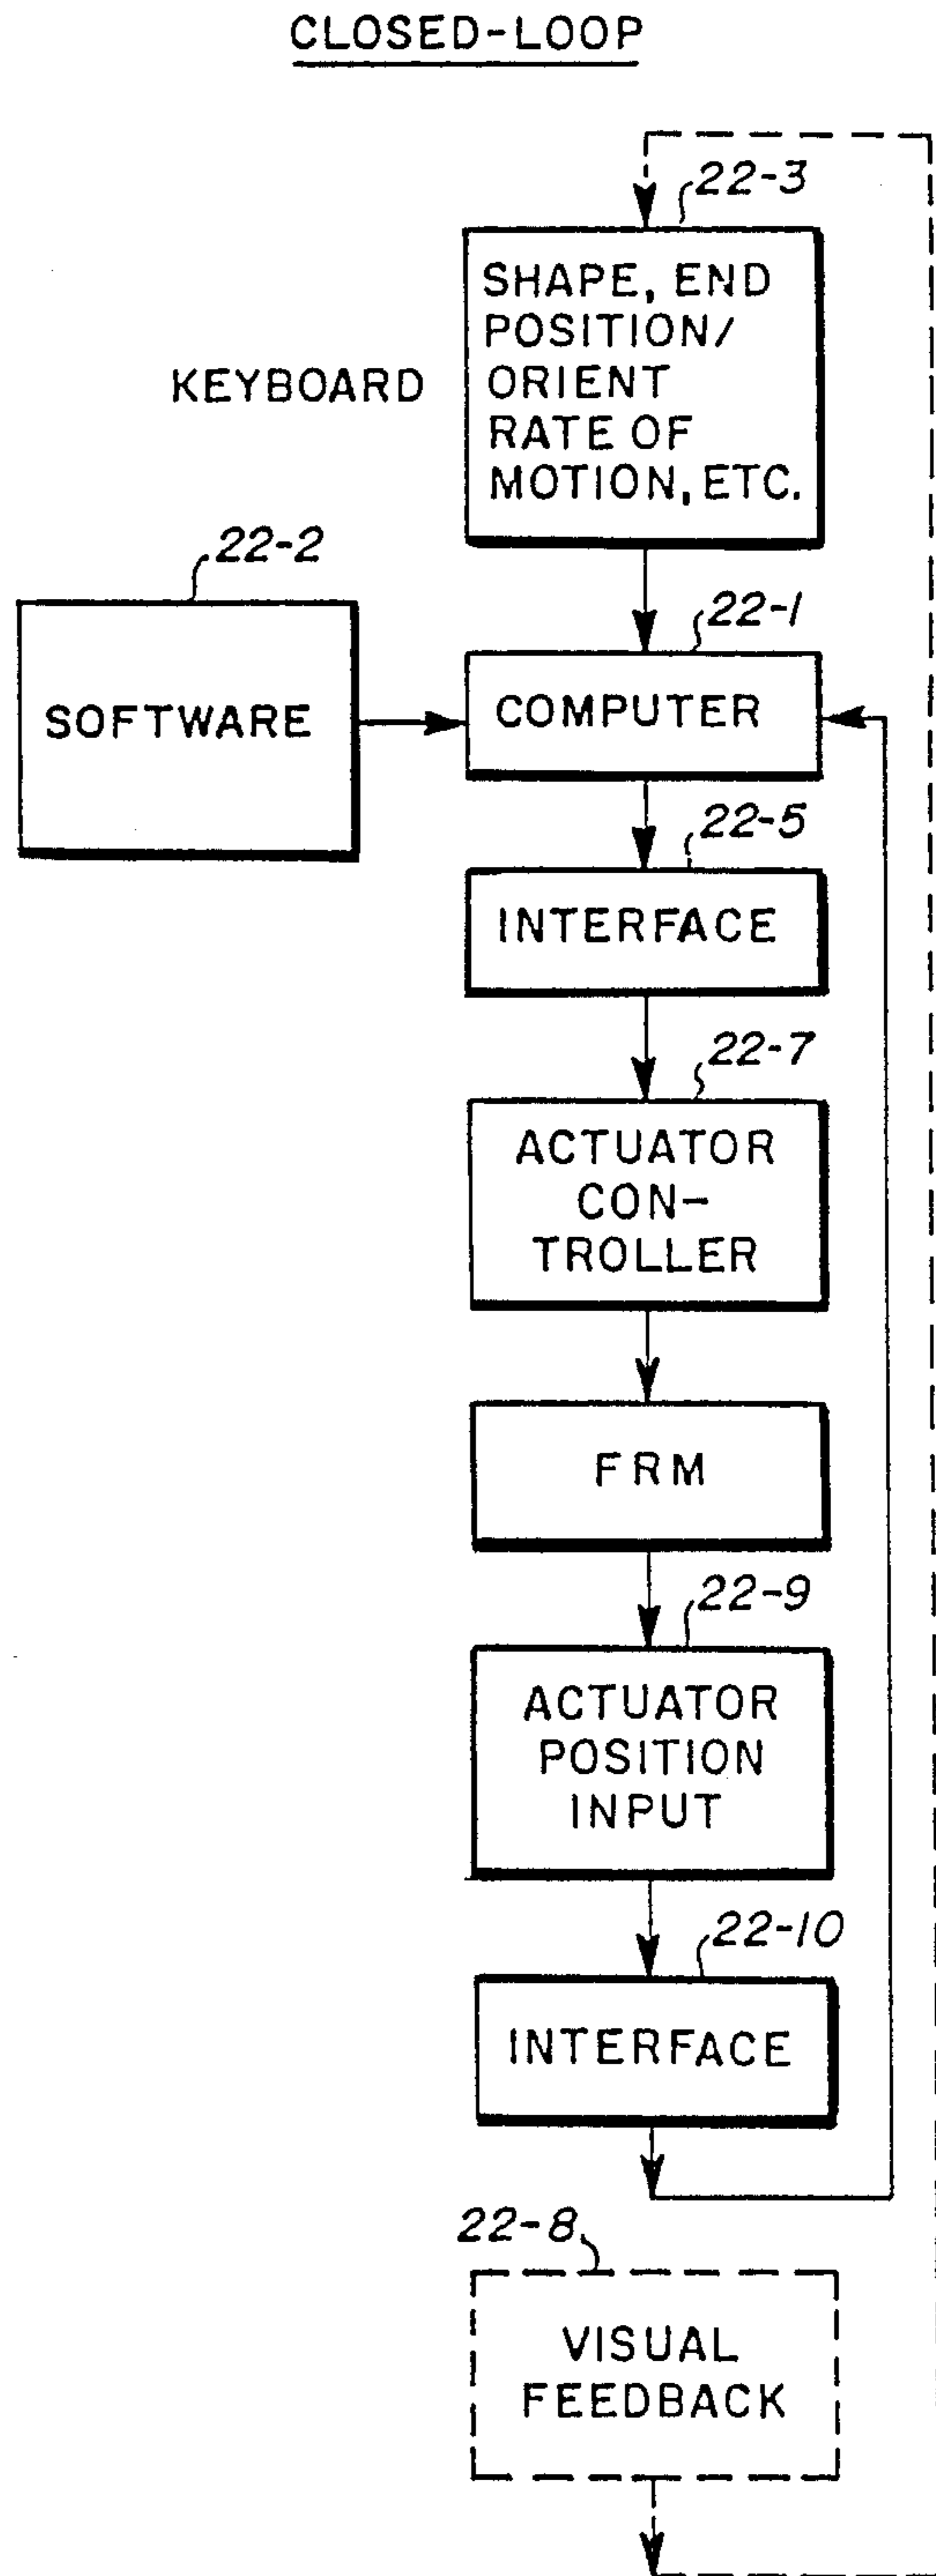 CLOSED-LOOP
22-3
SHAPE, END
POSITION/
ORIENT
RATE OF
MOTION, ETC.
KEYBOARD
22-2
SOFTWARE
22-1
COMPUTER
22-5
INTERFACE
22-7
ACTUATOR
CON-
TROLLER
FRM
22-9
ACTUATOR
POSITION
INPUT
22-10
INTERFACE
22-8
VISUAL
FEEDBACK